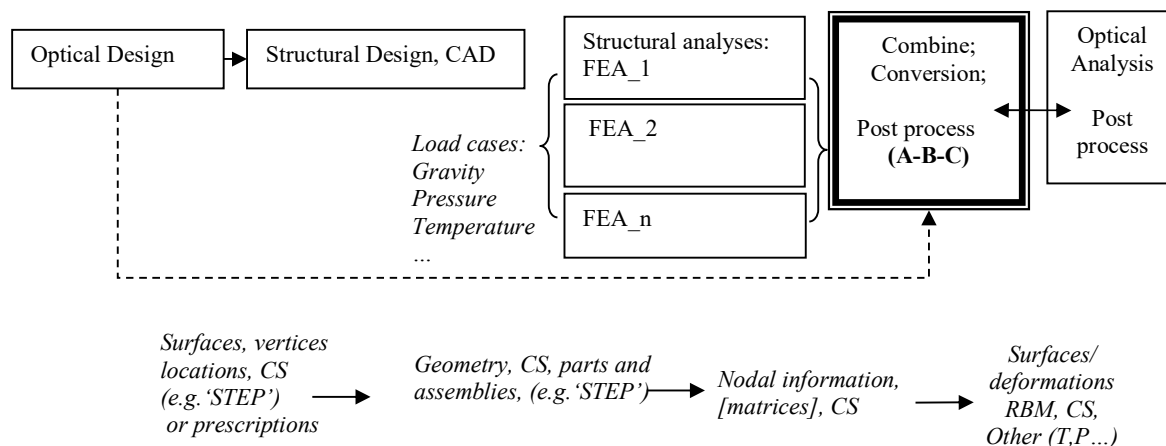 Optical Design
Structural Design, CAD
Structural analyses:
FEA_1
FEA_2
FEA_n
Load cases:
Gravity
Pressure
Temperature
…
Combine;
Conversion;
Post process
(A-B-C)
Optical
Analysis
Post
process
Surfaces, vertices
locations, CS
(e.g.‘STEP’)
or prescriptions
Geometry, CS, parts and
assemblies, (e.g.‘STEP’)
Nodal information,
[matrices], CS
Surfaces/
deformations
RBM, CS,
Other (T,P…)